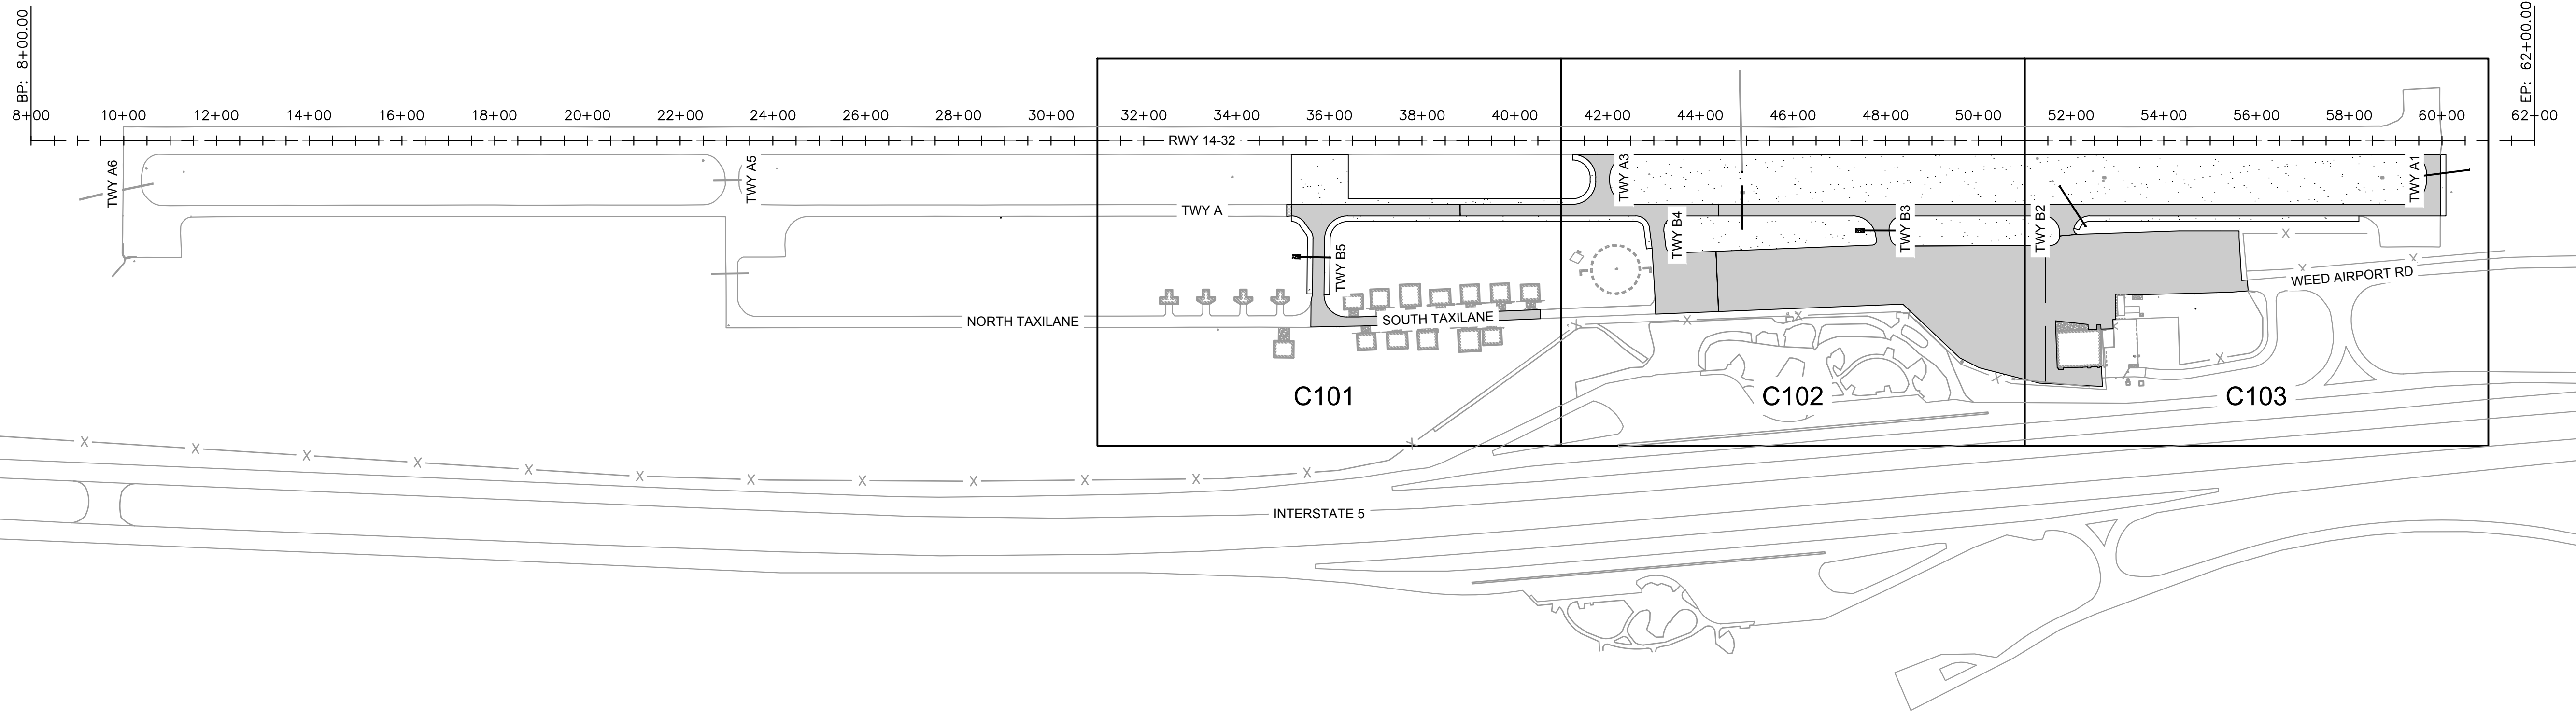 BP: 8+00.00
EP: 62+00.00
8+00
10+00
12+00
14+00
16+00
18+00
20+00
22+00
24+00
26+00
28+00
30+00
32+00
34+00
36+00
38+00
40+00
42+00
44+00
46+00
48+00
50+00
52+00
54+00
56+00
58+00
60+00
62+00
RWY 14-32
TWY A6
TWY A5
TWY A3
TWY A1
TWY A
TWY B5
TWY B4
TWY B3
TWY B2
WEED AIRPORT RD
NORTH TAXILANE
SOUTH TAXILANE
C101
C102
C103
INTERSTATE 5